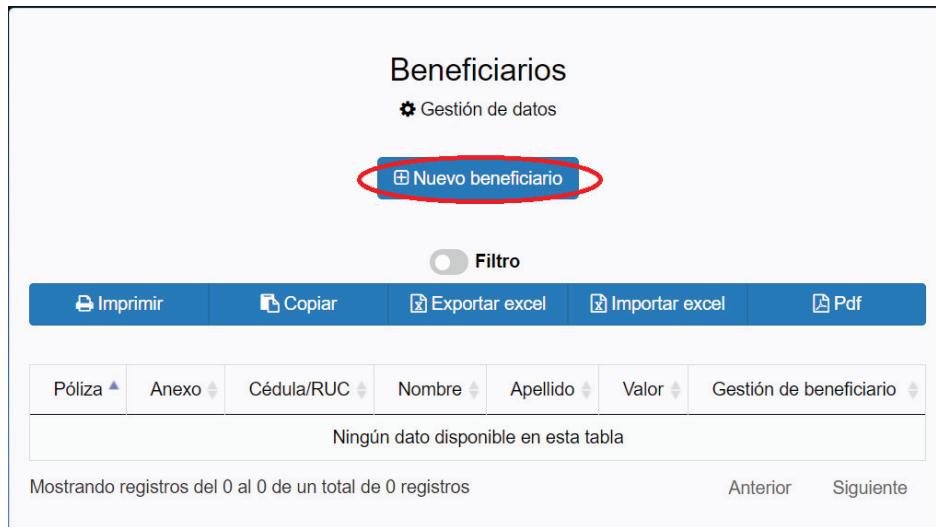 Beneficiarios
Gestión de datos
Nuevo beneficiario
Filtro
Imprimir Copiar Exportar excel Importar excel Pdf
Póliza Anexo Cédula/RUC Nombre Apellido Valor Gestión de beneficiario
Ningún dato disponible en esta tabla
Mostrando registros del 0 al 0 de un total de 0 registros Anterior Siguiente